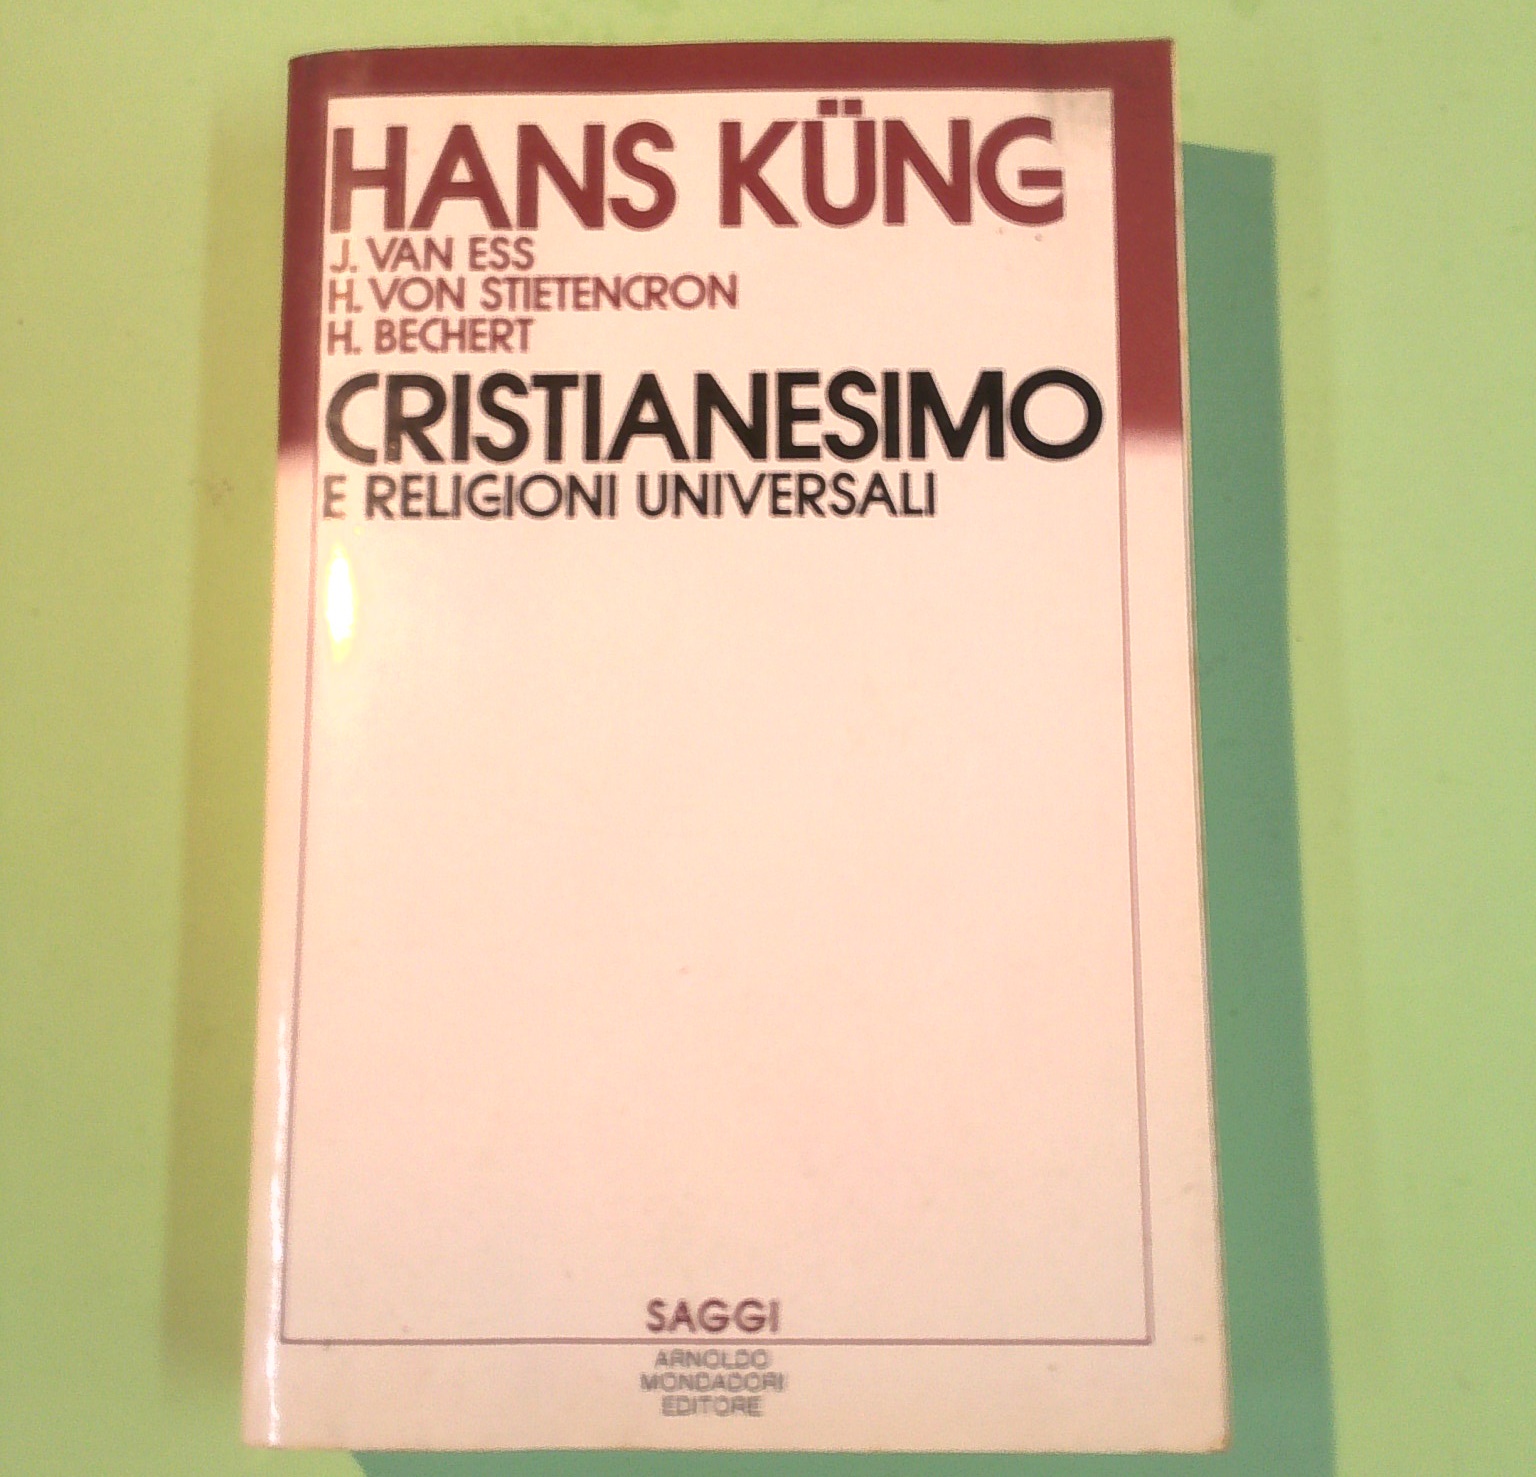 HANS KÜNG
J. VAN ESS
H. VON STIETENCRON
H. BECHERT
CRISTIANESIMO
E RELIGIONI UNIVERSALI
SAGGI
ARNOLDO
MONDADORI
EDITORE